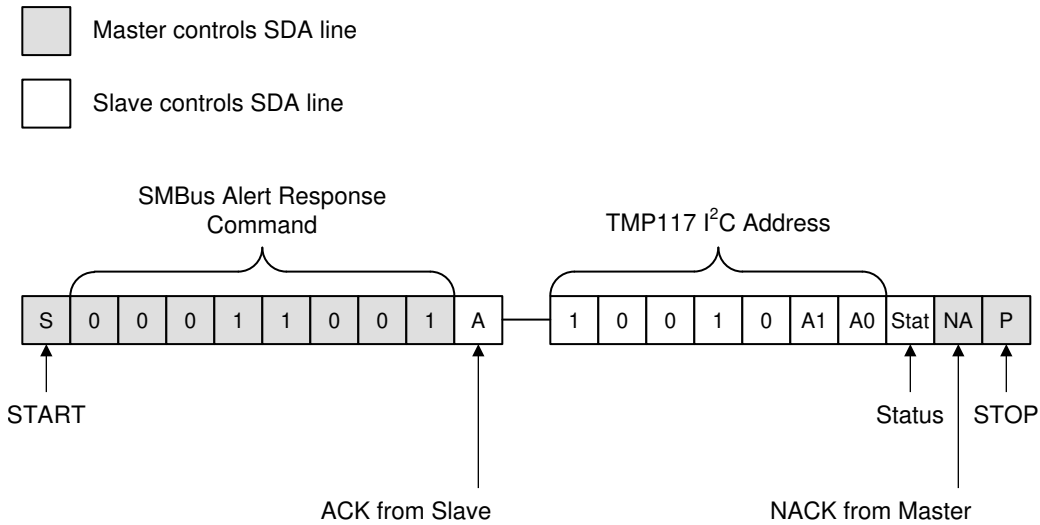 Master controls SDA line
Slave controls SDA line
SMBus Alert Response
Command
TMP117 I²C Address
S 0 0 0 1 1 0 0 1 A 1 0 0 1 0 A1 A0 Stat NA P
START
Status
STOP
ACK from Slave
NACK from Master